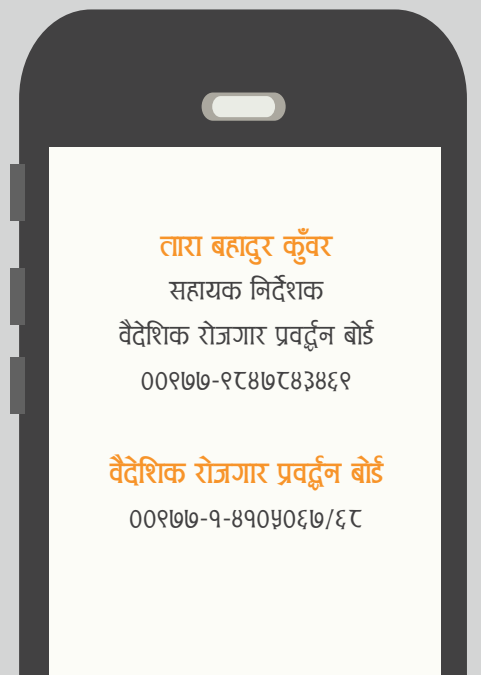 तारा बहादुर कुँवर
सहायक निर्देशक
वैदेशिक रोजगार प्रवर्द्धन बोर्ड
००९७७-९८४७८४३४६९
वैदेशिक रोजगार प्रवर्द्धन बोर्ड
००९७७-१-४१०५०६७/६८